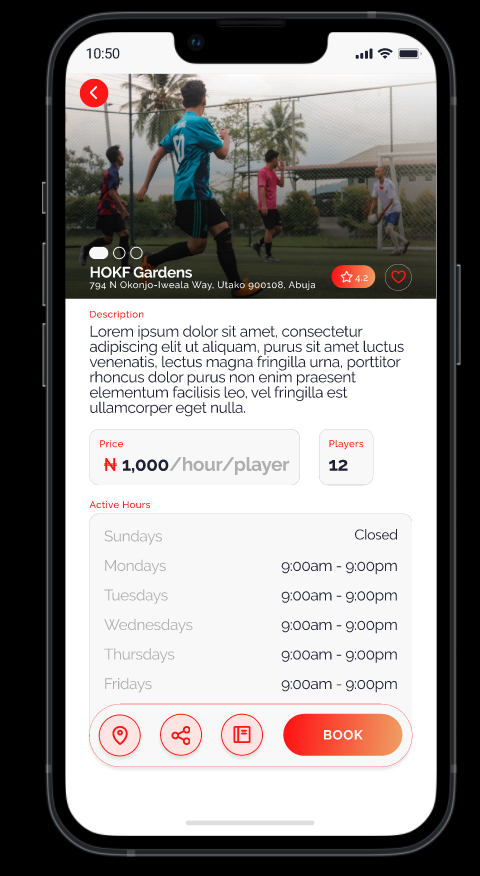 10:50
HOKF Gardens
794 N Okonjo-Iweala Way, Utako 900108, Abuja
4.2
Description
Lorem ipsum dolor sit amet, consectetur
adipiscing elit ut aliquam, purus sit amet luctus
venenatis, lectus magna fringilla urna, porttitor
rhoncus dolor purus non enim praesent
elementum facilisis leo, vel fringilla est
ullamcorper eget nulla.
Price
₦ 1,000/hour/player
Players
12
Active Hours
Sundays Closed
Mondays 9:00am - 9:00pm
Tuesdays 9:00am - 9:00pm
Wednesdays 9:00am - 9:00pm
Thursdays 9:00am - 9:00pm
Fridays 9:00am - 9:00pm
BOOK